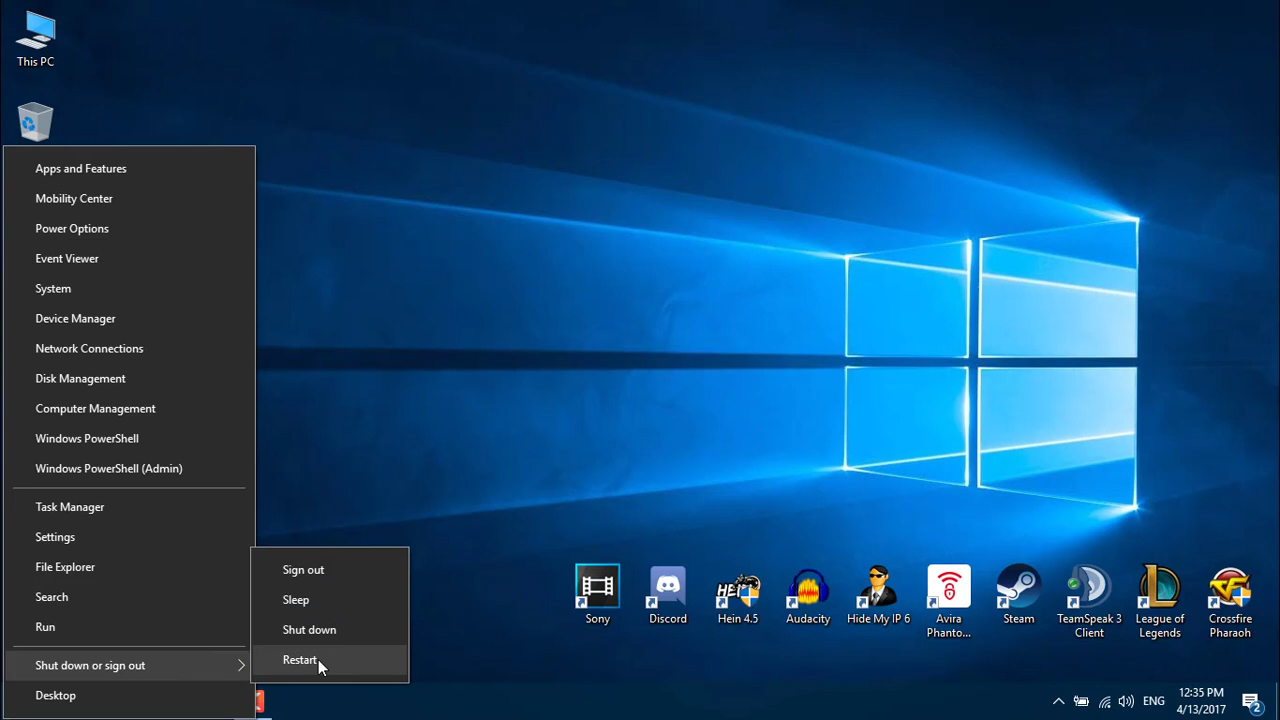 This PC
Apps and Features
Mobility Center
Power Options
Event Viewer
System
Device Manager
Network Connections
Disk Management
Computer Management
Windows PowerShell
Windows PowerShell (Admin)
Task Manager
Settings
File Explorer
Search
Run
Shut down or sign out
Desktop
Sign out
Sleep
Shut down
Restart
Sony
Discord
Hein 4.5
Audacity
Hide My IP 6
Avira
Phanto...
Steam
TeamSpeak 3
Client
League of
Legends
Crossfire
Pharaoh
ENG
12:35 PM
4/13/2017
2